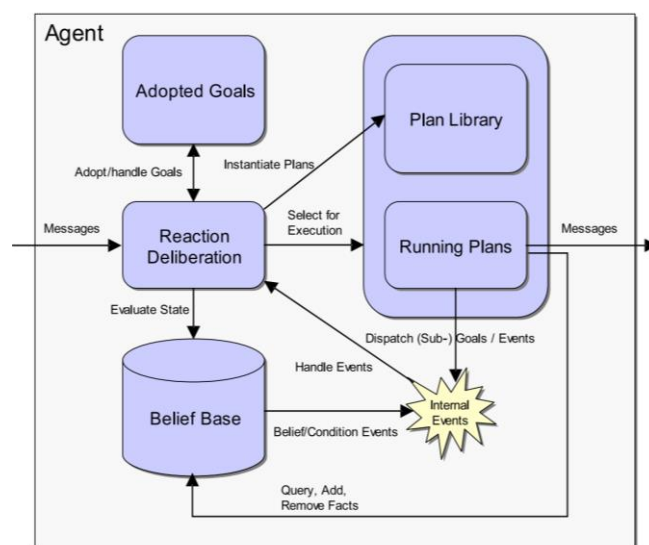 Agent
Adopted Goals
Plan Library
Adopt/handle Goals
Instantiate Plans
Messages
Reaction
Deliberation
Select for
Execution
Running Plans
Messages
Evaluate State
Dispatch (Sub-) Goals / Events
Handle Events
Belief Base
Internal
Events
Belief/Condition Events
Query, Add,
Remove Facts